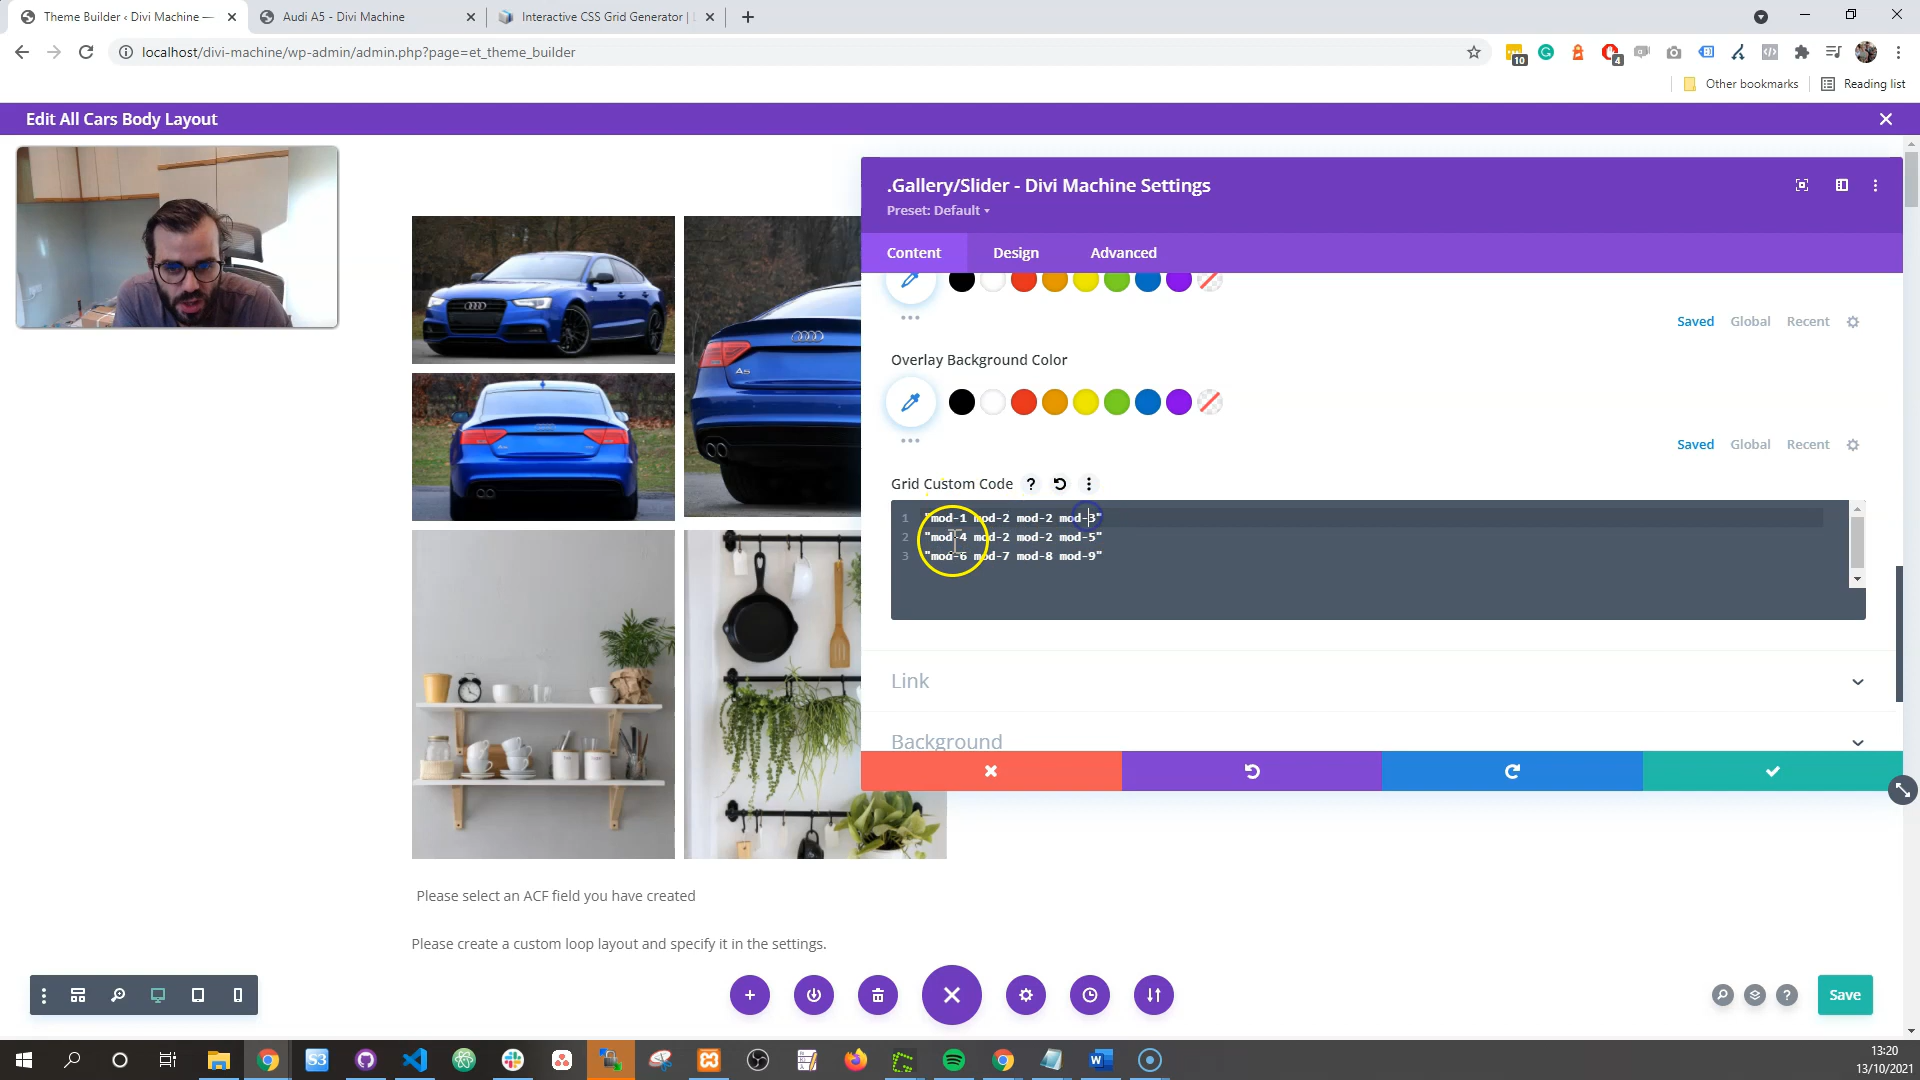 Theme Builder ‹ Divi Machine —
Audi A5 - Divi Machine
Interactive CSS Grid Generator |
localhost/divi-machine/wp-admin/admin.php?page=et_theme_builder
10
4
Other bookmarks
Reading list
Edit All Cars Body Layout
.Gallery/Slider - Divi Machine Settings
Preset: Default
Content
Design
Advanced
Saved
Global
Recent
Overlay Background Color
Saved
Global
Recent
Grid Custom Code
1 "mod-1 mod-2 mod-2 mod-3"
2 "mod-4 mod-2 mod-2 mod-5"
3 "mod-6 mod-7 mod-8 mod-9"
Link
Background
A5
Please select an ACF field you have created
Please create a custom loop layout and specify it in the settings.
Save
13:20
13/10/2021